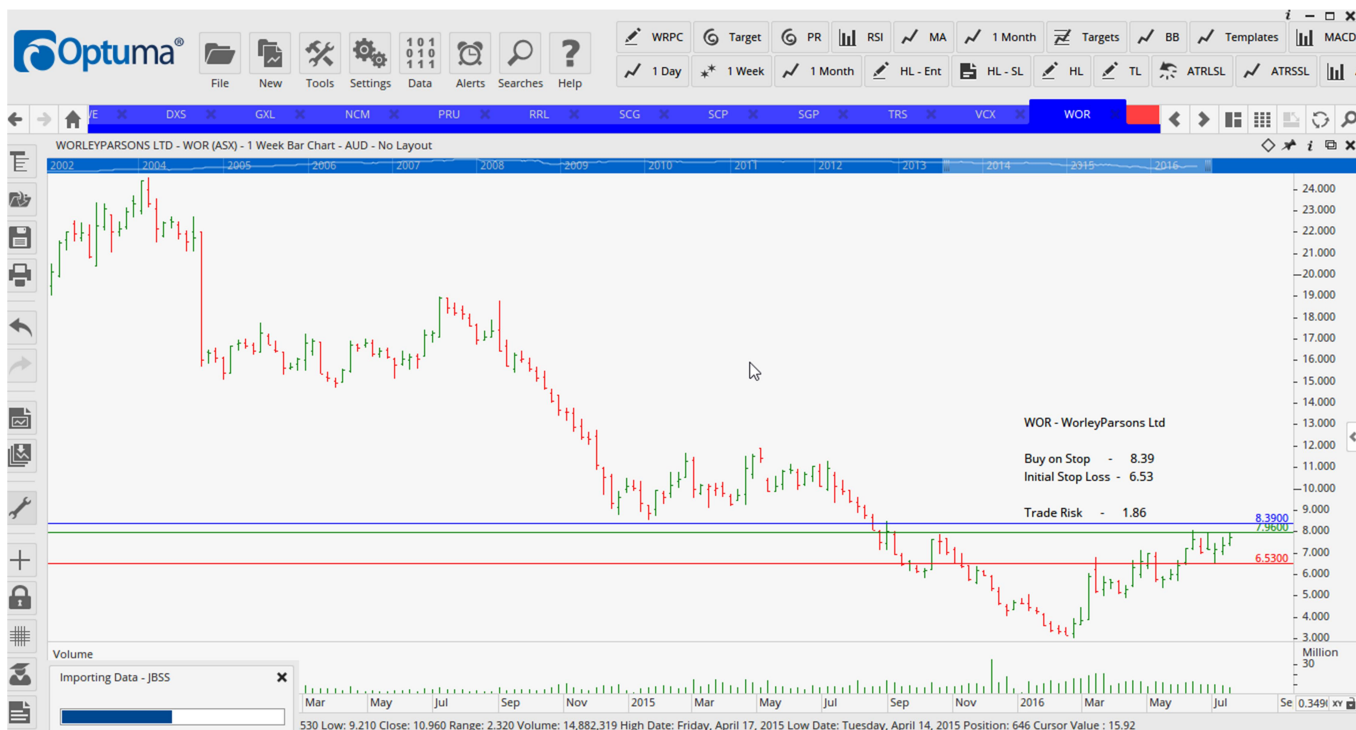 i
Optuma®
File New Tools Settings Data Alerts Searches Help
101
010
111
WRPC Target PR RSI MA 1 Month Targets BB Templates MACD
1 Day 1 Week 1 Month HL - Ent HL - SL HL TL ATRLSL ATRSSL
DXS GXL NCM PRU RRL SCG SCP SGP TRS VCX WOR
WORLEYPARSONS LTD - WOR (ASX) - 1 Week Bar Chart - AUD - No Layout
2002 2004 2005 2006 2007 2008 2009 2010 2011 2012 2013 2014 2315 2016
24.000
23.000
22.000
21.000
20.000
19.000
18.000
17.000
16.000
15.000
14.000
13.000
12.000
11.000
10.000
9.000
8.000
7.000
6.000
5.000
4.000
3.000
WOR - WorleyParsons Ltd
Buy on Stop - 8.39
Initial Stop Loss - 6.53
Trade Risk - 1.86
8.3900
7.9600
6.5300
Volume
Million
30
Importing Data - JBSS
Mar May Jul Sep Nov 2015 Mar May Jul Sep Nov 2016 Mar May Jul Se
XY
530 Low: 9.210 Close: 10.960 Range: 2.320 Volume: 14,882,319 High Date: Friday, April 17, 2015 Low Date: Tuesday, April 14, 2015 Position: 646 Cursor Value : 15.92